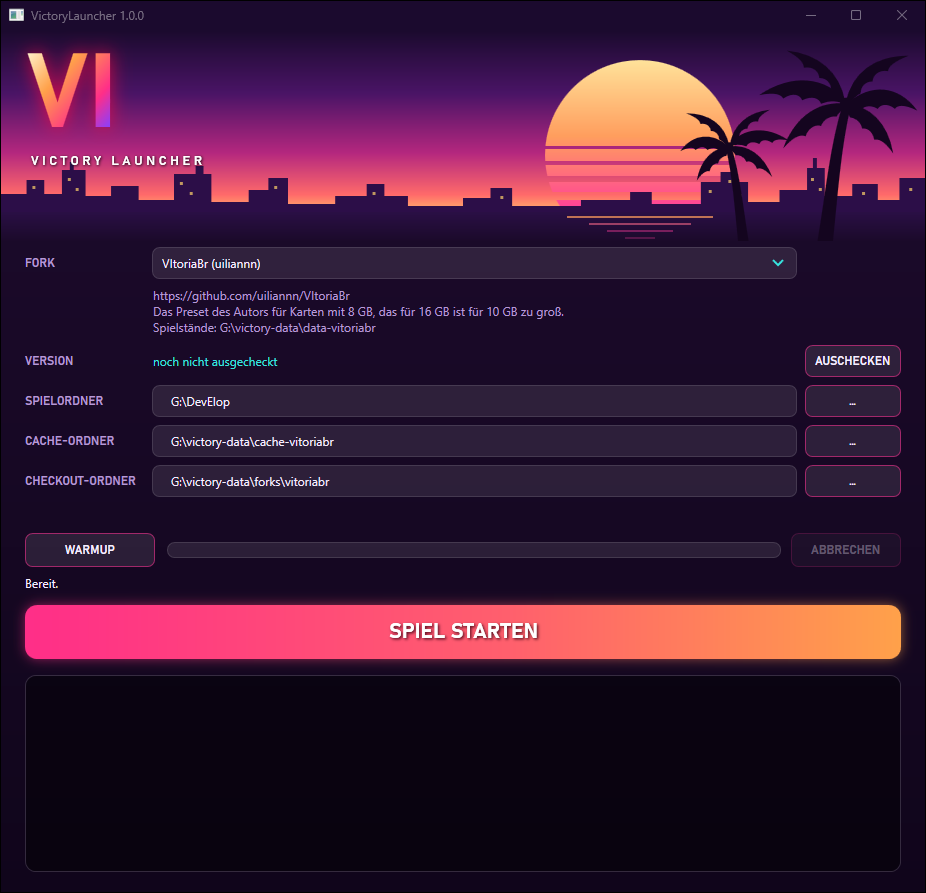 VictoryLauncher 1.0.0
VI
VICTORY LAUNCHER
FORK
VItoriaBr (uiliannn)
https://github.com/uiliannn/VItoriaBr
Das Preset des Autors für Karten mit 8 GB, das für 16 GB ist für 10 GB zu groß.
Spielstände: G:\victory-data\data-vitoriabr
VERSION noch nicht ausgecheckt AUSCHECKEN
SPIELORDNER G:\DevElop ...
CACHE-ORDNER G:\victory-data\cache-vitoriabr ...
CHECKOUT-ORDNER G:\victory-data\forks\vitoriabr ...
WARMUP ABBRECHEN
Bereit.
SPIEL STARTEN